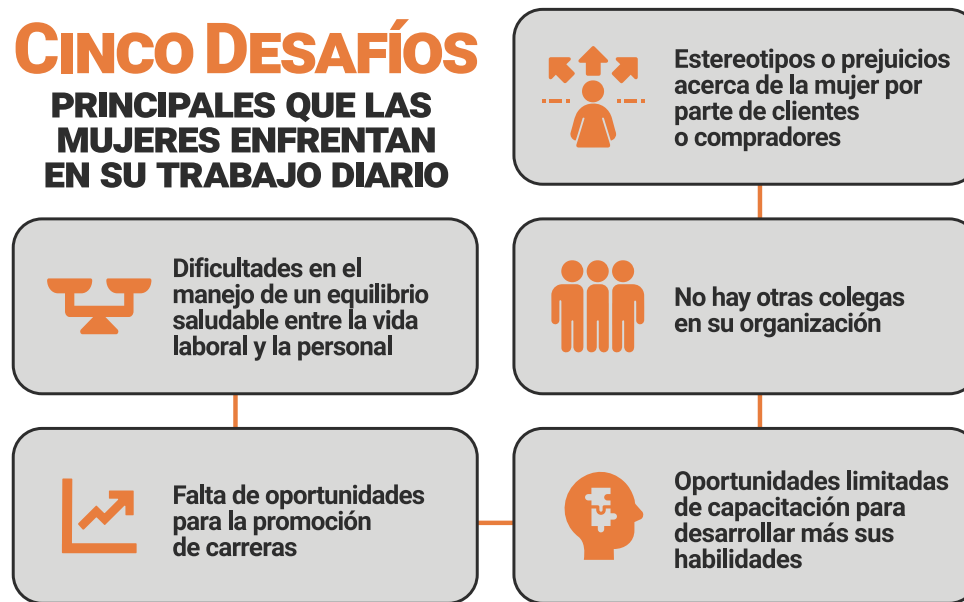 CINCO DESAFÍOS
PRINCIPALES QUE LAS
MUJERES ENFRENTAN
EN SU TRABAJO DIARIO
Dificultades en el
manejo de un equilibrio
saludable entre la vida
laboral y la personal
Falta de oportunidades
para la promoción
de carreras
Oportunidades limitadas
de capacitación para
desarrollar más sus
habilidades
No hay otras colegas
en su organización
Estereotipos o prejuicios
acerca de la mujer por
parte de clientes
o compradores